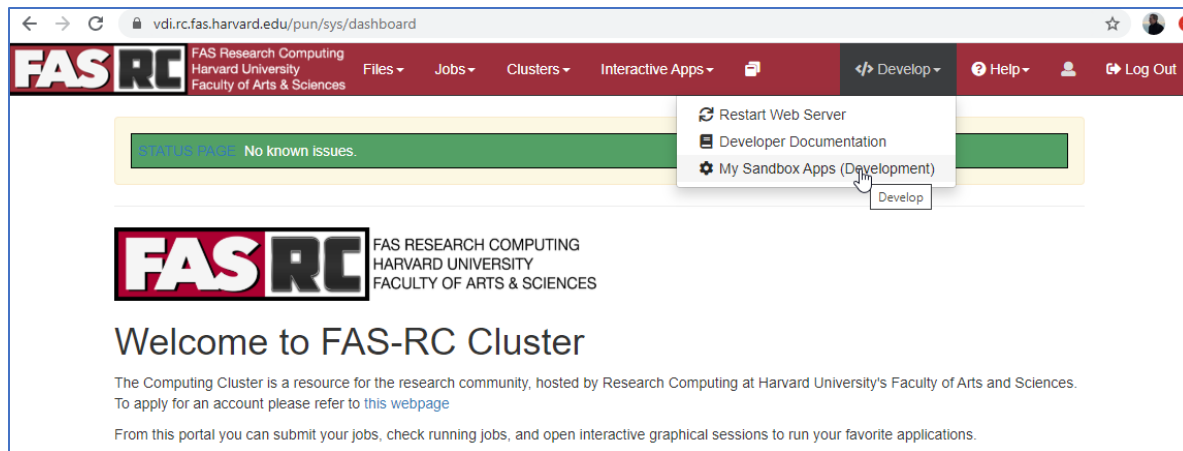 vdi.rc.fas.harvard.edu/pun/sys/dashboard
FAS RC
FAS Research Computing
Harvard University
Faculty of Arts & Sciences
Files
Jobs
Clusters
Interactive Apps
</> Develop
Help
Log Out
Restart Web Server
Developer Documentation
My Sandbox Apps (Development)
Develop
STATUS PAGE No known issues.
FAS RC
FAS RESEARCH COMPUTING
HARVARD UNIVERSITY
FACULTY OF ARTS & SCIENCES
Welcome to FAS-RC Cluster
The Computing Cluster is a resource for the research community, hosted by Research Computing at Harvard University's Faculty of Arts and Sciences.
To apply for an account please refer to this webpage
From this portal you can submit your jobs, check running jobs, and open interactive graphical sessions to run your favorite applications.